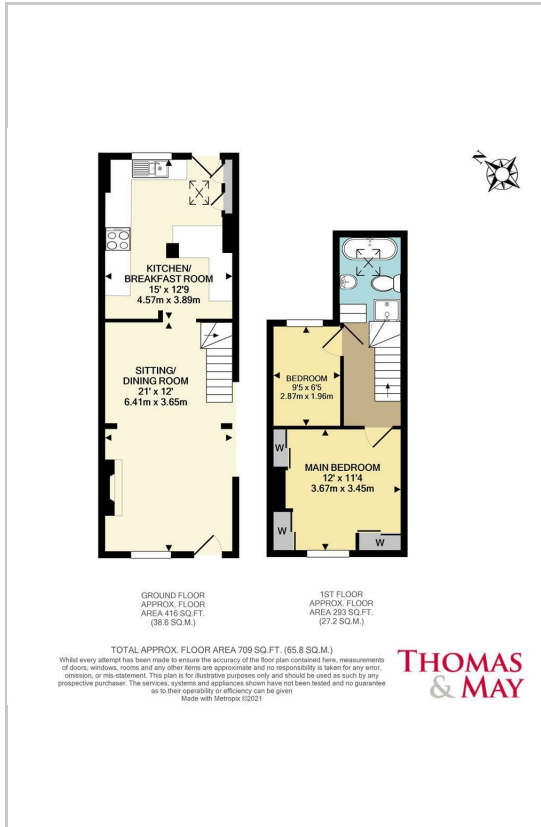 N
KITCHEN/
BREAKFAST ROOM
15' x 12'9
4.57m x 3.89m
SITTING/
DINING ROOM
21' x 12'
6.41m x 3.65m
BEDROOM
9'5 x 6'5
2.87m x 1.96m
W
MAIN BEDROOM
12' x 11'4
3.67m x 3.45m
W
W
GROUND FLOOR
APPROX. FLOOR
AREA 416 SQ.FT.
(38.6 SQ.M.)
1ST FLOOR
APPROX. FLOOR
AREA 293 SQ.FT.
(27.2 SQ.M.)
TOTAL APPROX. FLOOR AREA 709 SQ.FT. (65.8 SQ.M.)
Whilst every attempt has been made to ensure the accuracy of the floor plan contained here, measurements
of doors, windows, rooms and any other items are approximate and no responsibility is taken for any error,
omission, or mis-statement. This plan is for illustrative purposes only and should be used as such by any
prospective purchaser. The services, systems and appliances shown have not been tested and no guarantee
as to their operability or efficiency can be given
Made with Metropix ©2021
THOMAS
& MAY